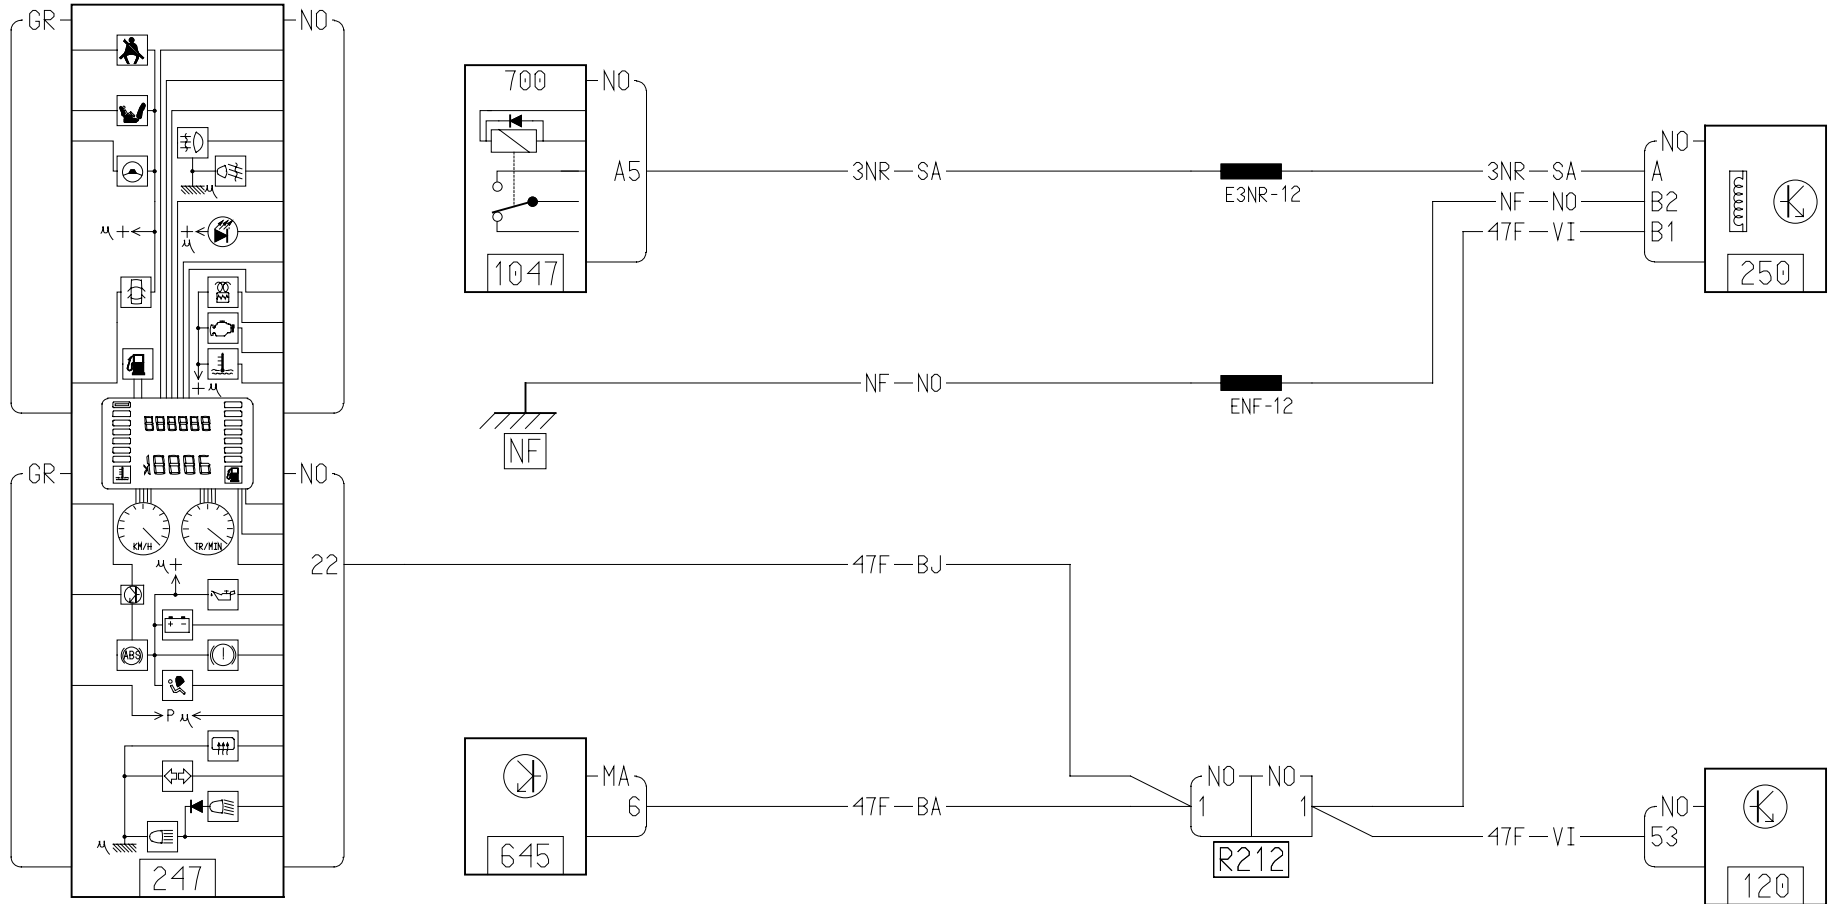 GR NO
700 NO
NO
A5 3NR SA 3NR SA A
E3NR-12
NF NO B2
µ + + µ
47F VI B1
1047 250
+ µ
NF NO
ENF-12
NF
GR NO
KM/H TR/MIN
µ +
22 47F BJ
+ -
ABS !
P µ
MA NO NO
6 47F BA 1 1 NO
47F VI 53
µ
645 R212
247 120